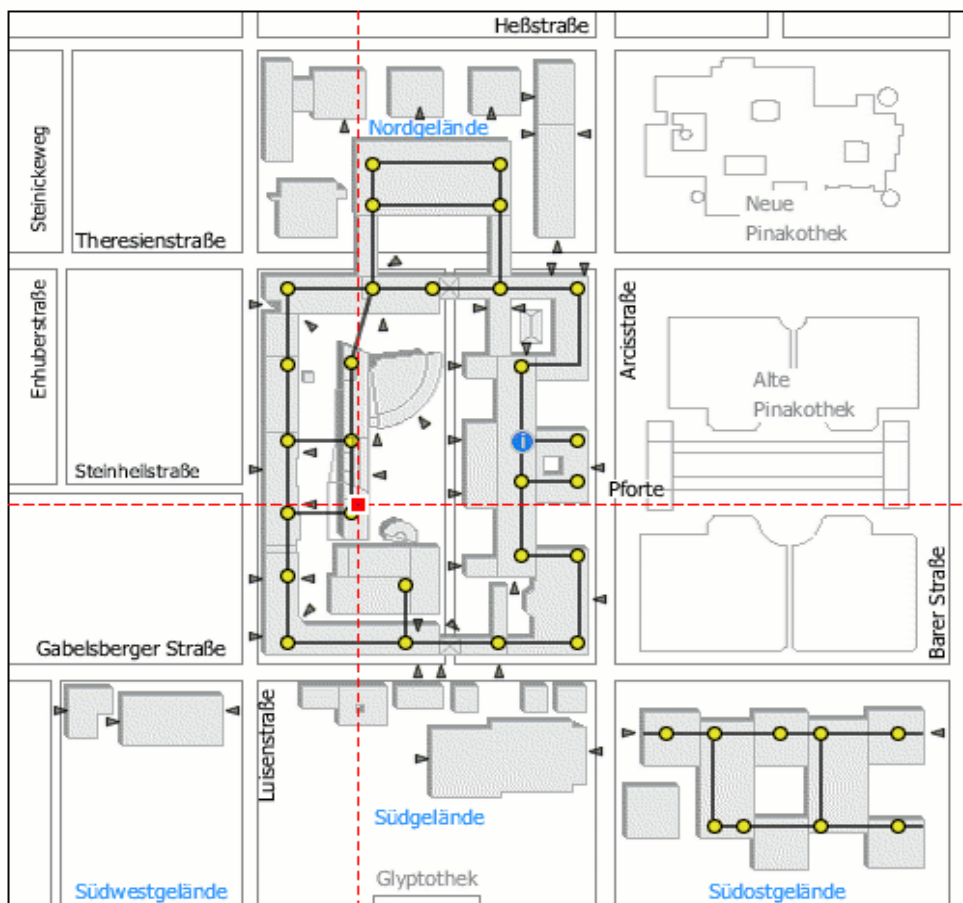 Heßstraße
Nordgelände
Steinickeweg
Theresienstraße
Neue
Pinakothek
Enhuberstraße
Arcisstraße
Alte
Pinakothek
i
Steinheilstraße
Pforte
Gabelsberger Straße
Barer Straße
Luisenstraße
Südgelände
Glyptothek
Südwestgelände
Südostgelände